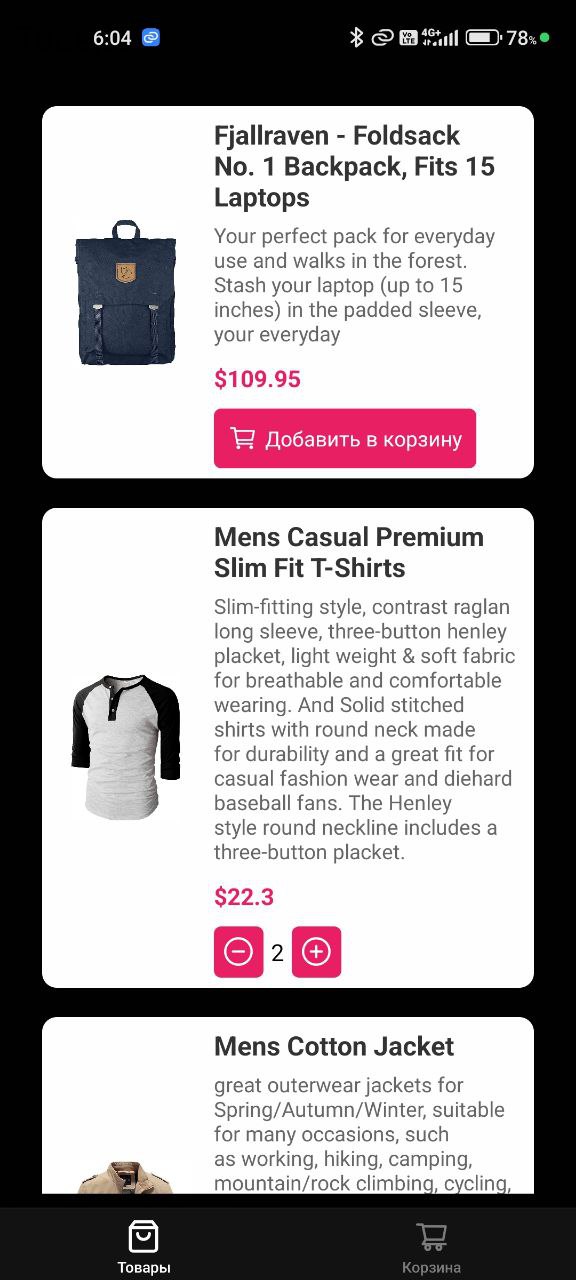 6:04
Vo LTE 4G+ 78%
Fjallraven - Foldsack
No. 1 Backpack, Fits 15
Laptops
Your perfect pack for everyday
use and walks in the forest.
Stash your laptop (up to 15
inches) in the padded sleeve,
your everyday
$109.95
Добавить в корзину
Mens Casual Premium
Slim Fit T-Shirts
Slim-fitting style, contrast raglan
long sleeve, three-button henley
placket, light weight & soft fabric
for breathable and comfortable
wearing. And Solid stitched
shirts with round neck made
for durability and a great fit for
casual fashion wear and diehard
baseball fans. The Henley
style round neckline includes a
three-button placket.
$22.3
2
Mens Cotton Jacket
great outerwear jackets for
Spring/Autumn/Winter, suitable
for many occasions, such
as working, hiking, camping,
mountain/rock climbing, cycling,
Товары
Корзина